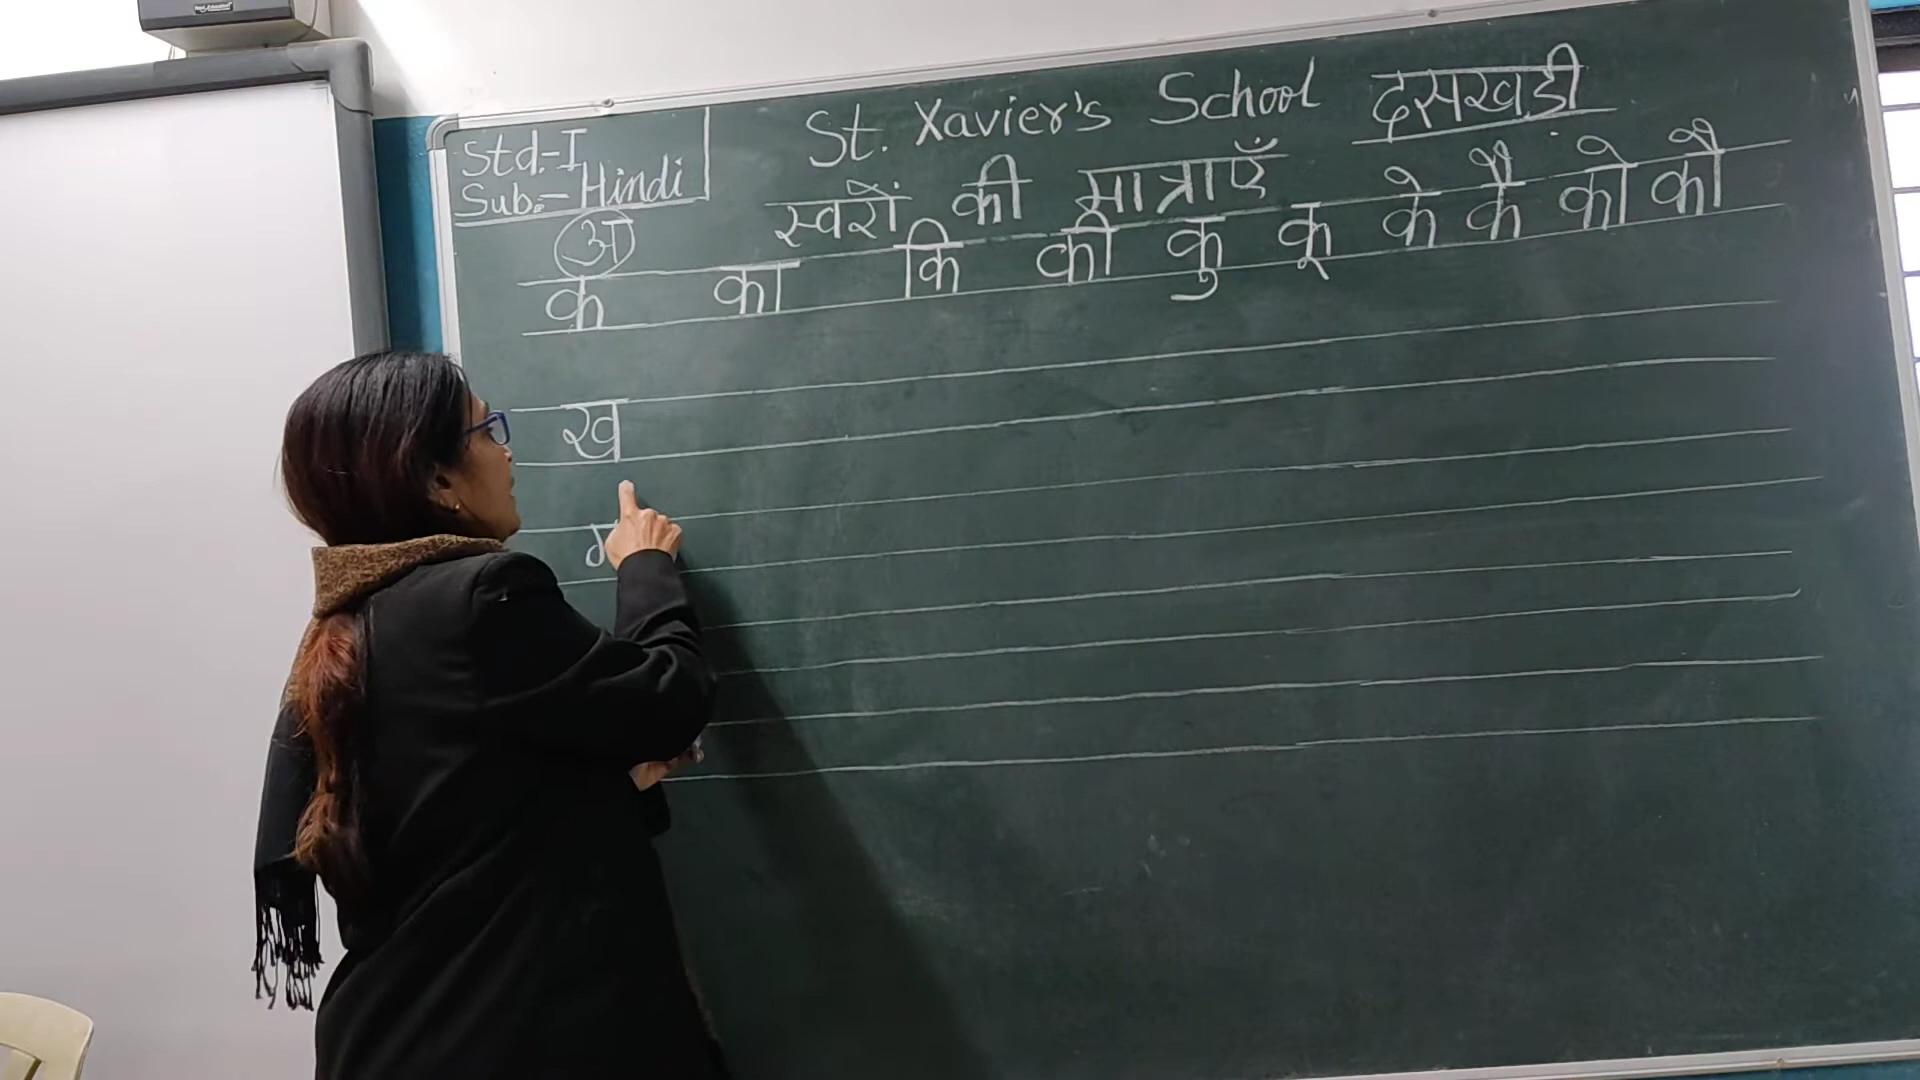 Std.-I
Sub.-Hindi
St. Xavier's School दसखड़ी
स्वरों की मात्राएँ
अ
क का कि की कु कू के कै को कौ
ख